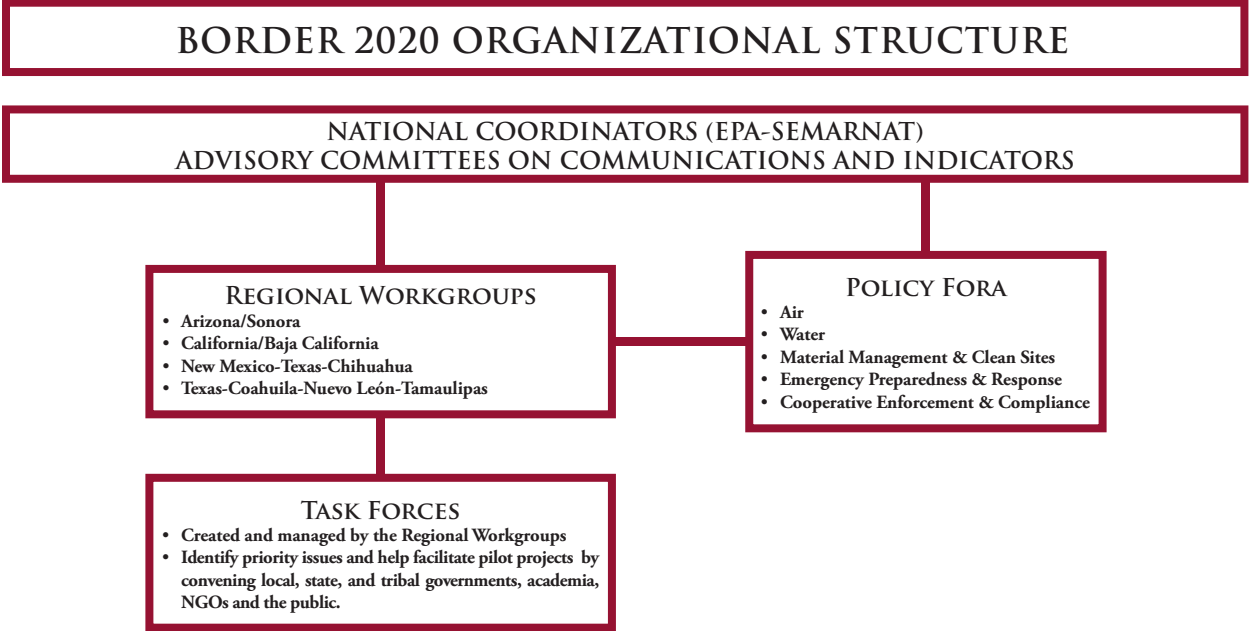 BORDER 2020 ORGANIZATIONAL STRUCTURE
NATIONAL COORDINATORS (EPA-SEMARNAT)
ADVISORY COMMITTEES ON COMMUNICATIONS AND INDICATORS
REGIONAL WORKGROUPS
• Arizona/Sonora
• California/Baja California
• New Mexico-Texas-Chihuahua
• Texas-Coahuila-Nuevo León-Tamaulipas
POLICY FORA
• Air
• Water
• Material Management & Clean Sites
• Emergency Preparedness & Response
• Cooperative Enforcement & Compliance
TASK FORCES
• Created and managed by the Regional Workgroups
• Identify priority issues and help facilitate pilot projects by
convening local, state, and tribal governments, academia,
NGOs and the public.